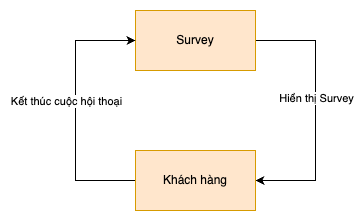 Survey
Kết thúc cuộc hội thoại
Hiển thị Survey
Khách hàng